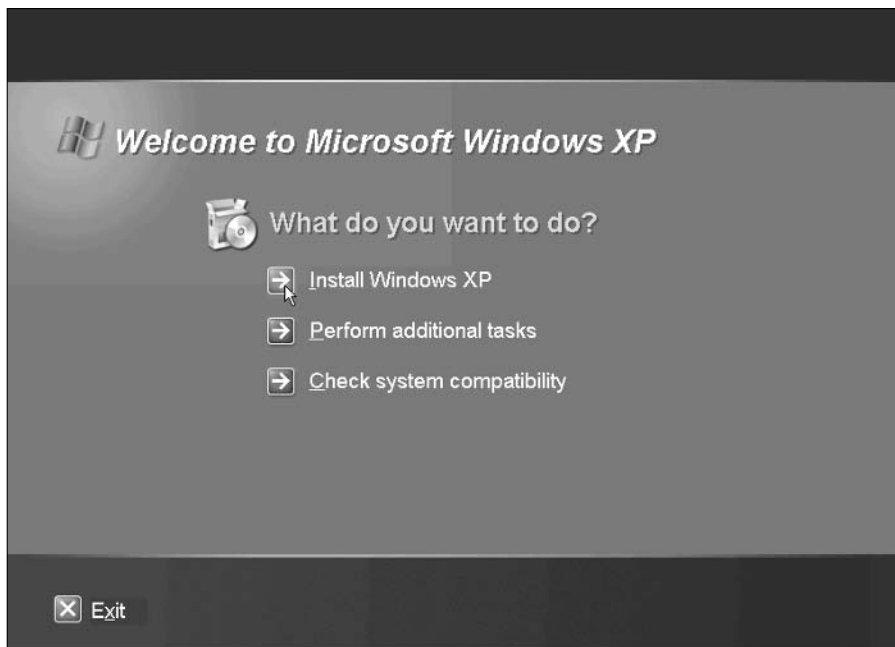 Welcome to Microsoft Windows XP
What do you want to do?
Install Windows XP
Perform additional tasks
Check system compatibility
Exit